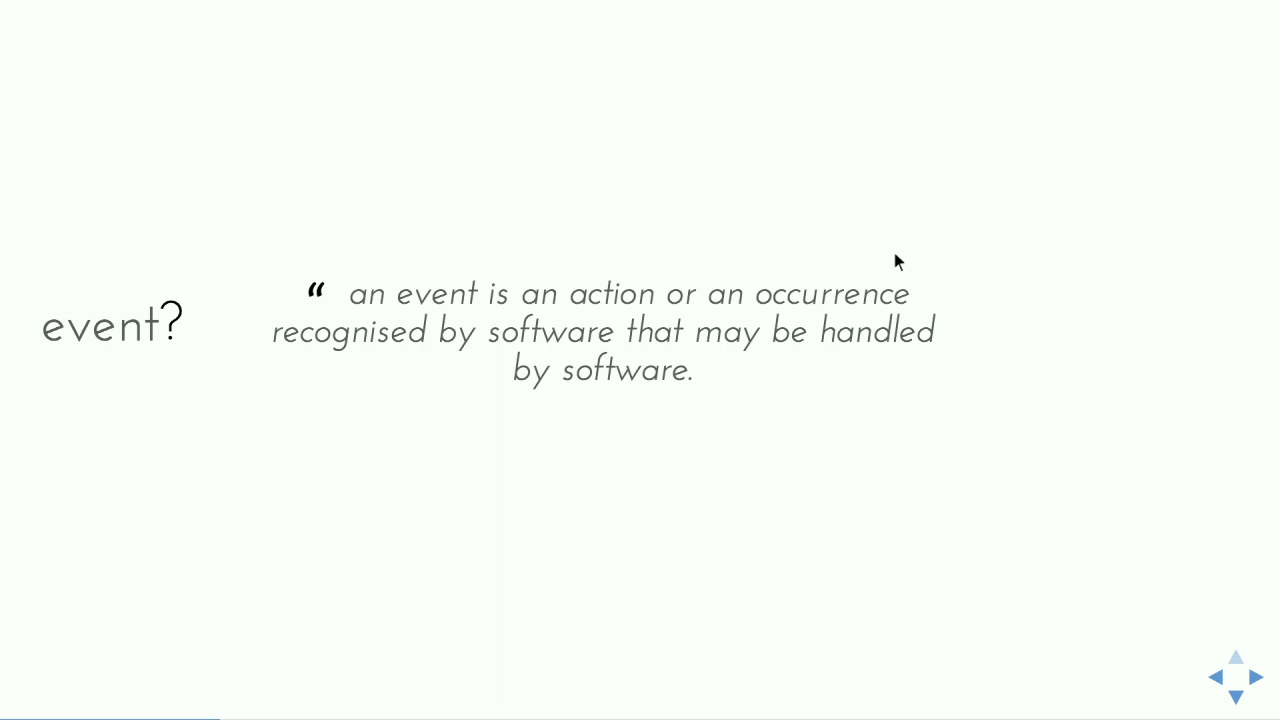 event?
“ an event is an action or an occurrence
recognised by software that may be handled
by software.